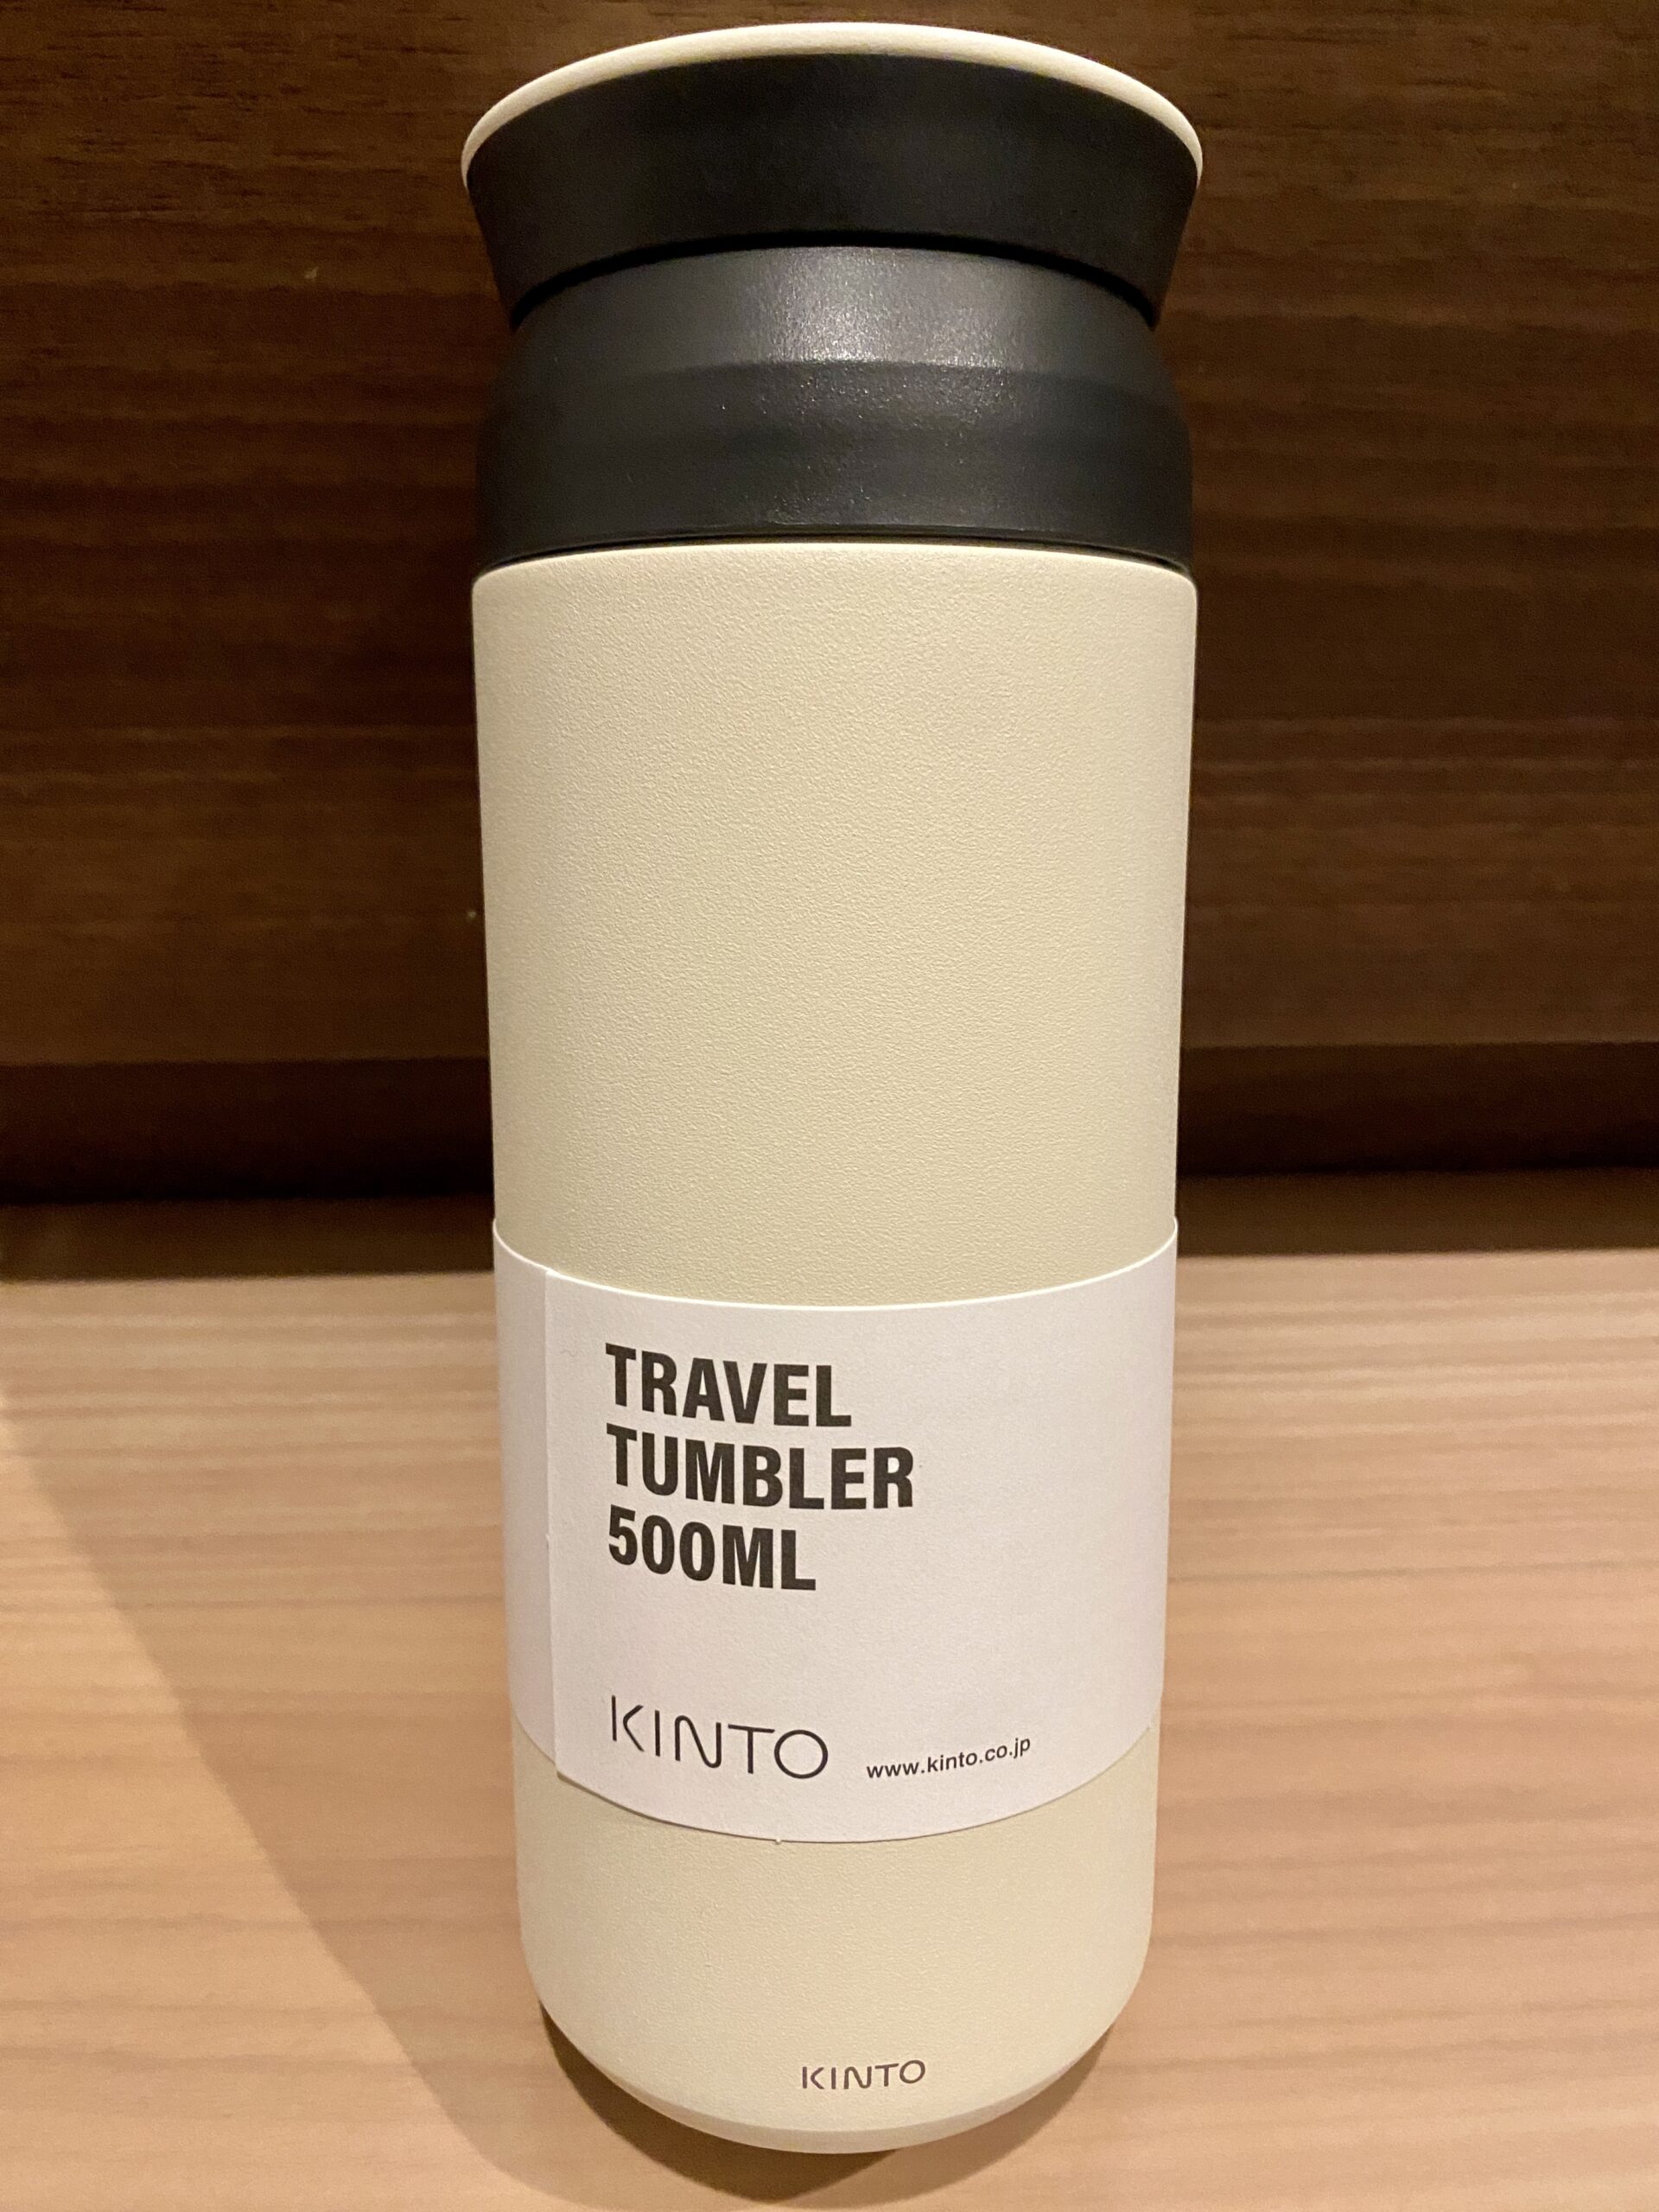 TRAVEL
TUMBLER
500ML
KINTO www.kinto.co.jp
KINTO